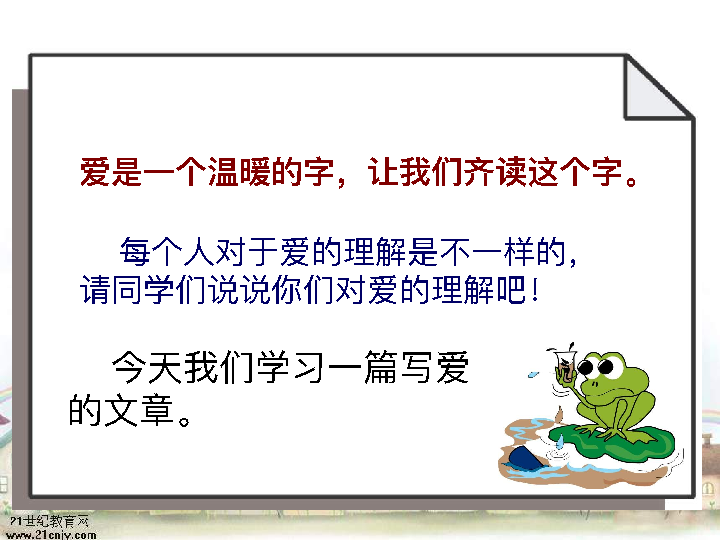 爱是一个温暖的字，让我们齐读这个字。
每个人对于爱的理解是不一样的，
请同学们说说你们对爱的理解吧！
今天我们学习一篇写爱
的文章。
21世纪教育网
www.21cnjy.com